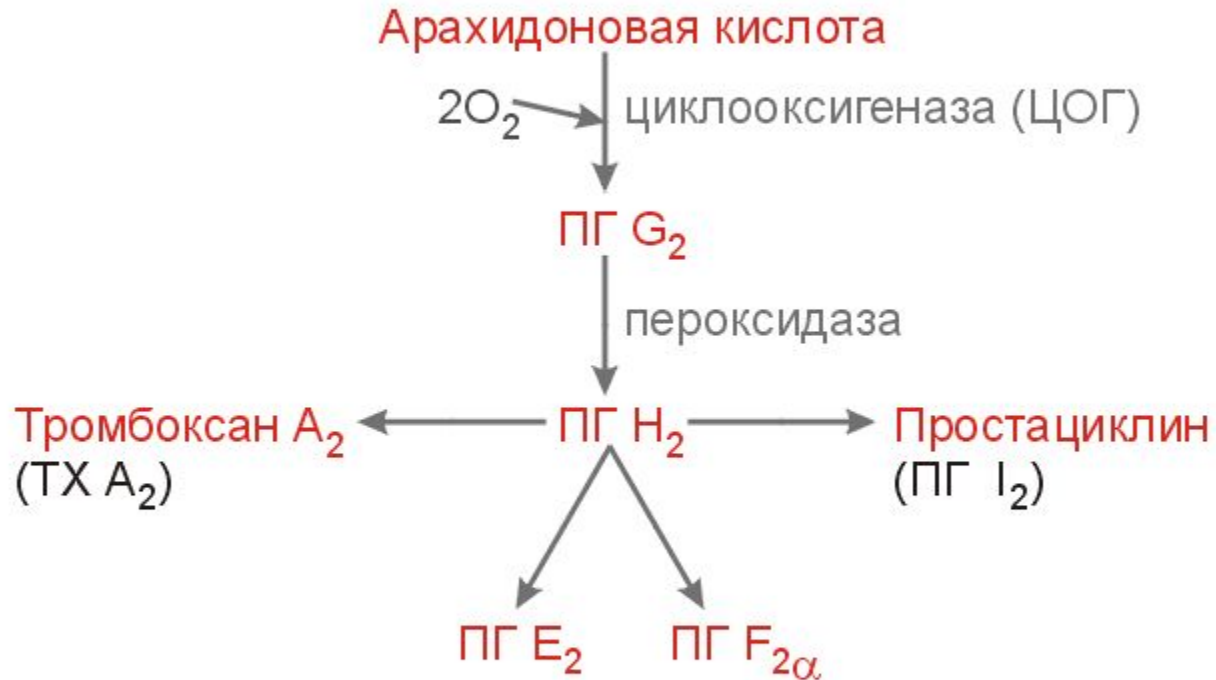 Арахидоновая кислота
2O₂ циклооксигеназа (ЦОГ)
ПГ G₂
пероксидаза
Тромбоксан A₂ ПГ H₂ Простациклин
(ТХ A₂) (ПГ I₂)
ПГ E₂ ПГ F₂α